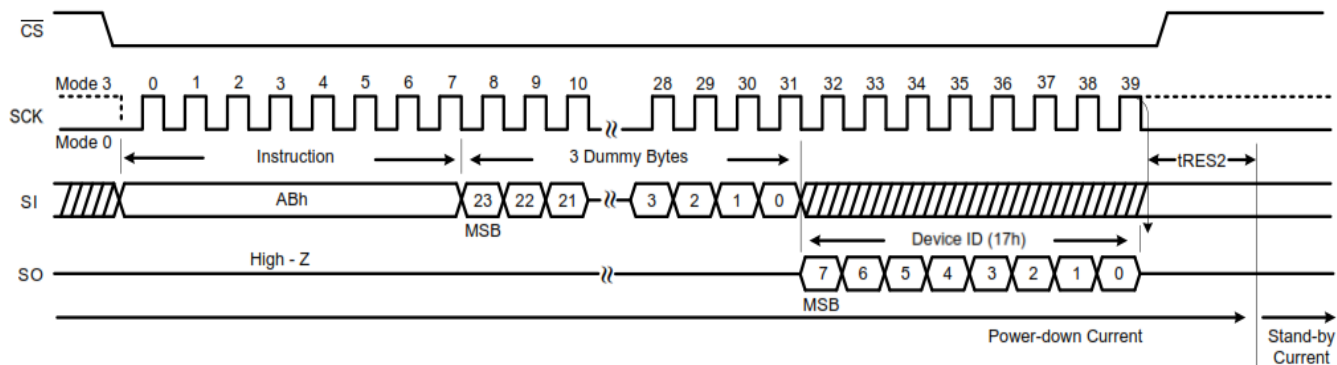 CS
Mode 3 0 1 2 3 4 5 6 7 8 9 10 28 29 30 31 32 33 34 35 36 37 38 39
SCK
Mode 0
Instruction 3 Dummy Bytes tRES2
SI ABh 23 22 21 3 2 1 0
MSB
Device ID (17h)
High - Z
SO 7 6 5 4 3 2 1 0
MSB
Power-down Current Stand-by
Current